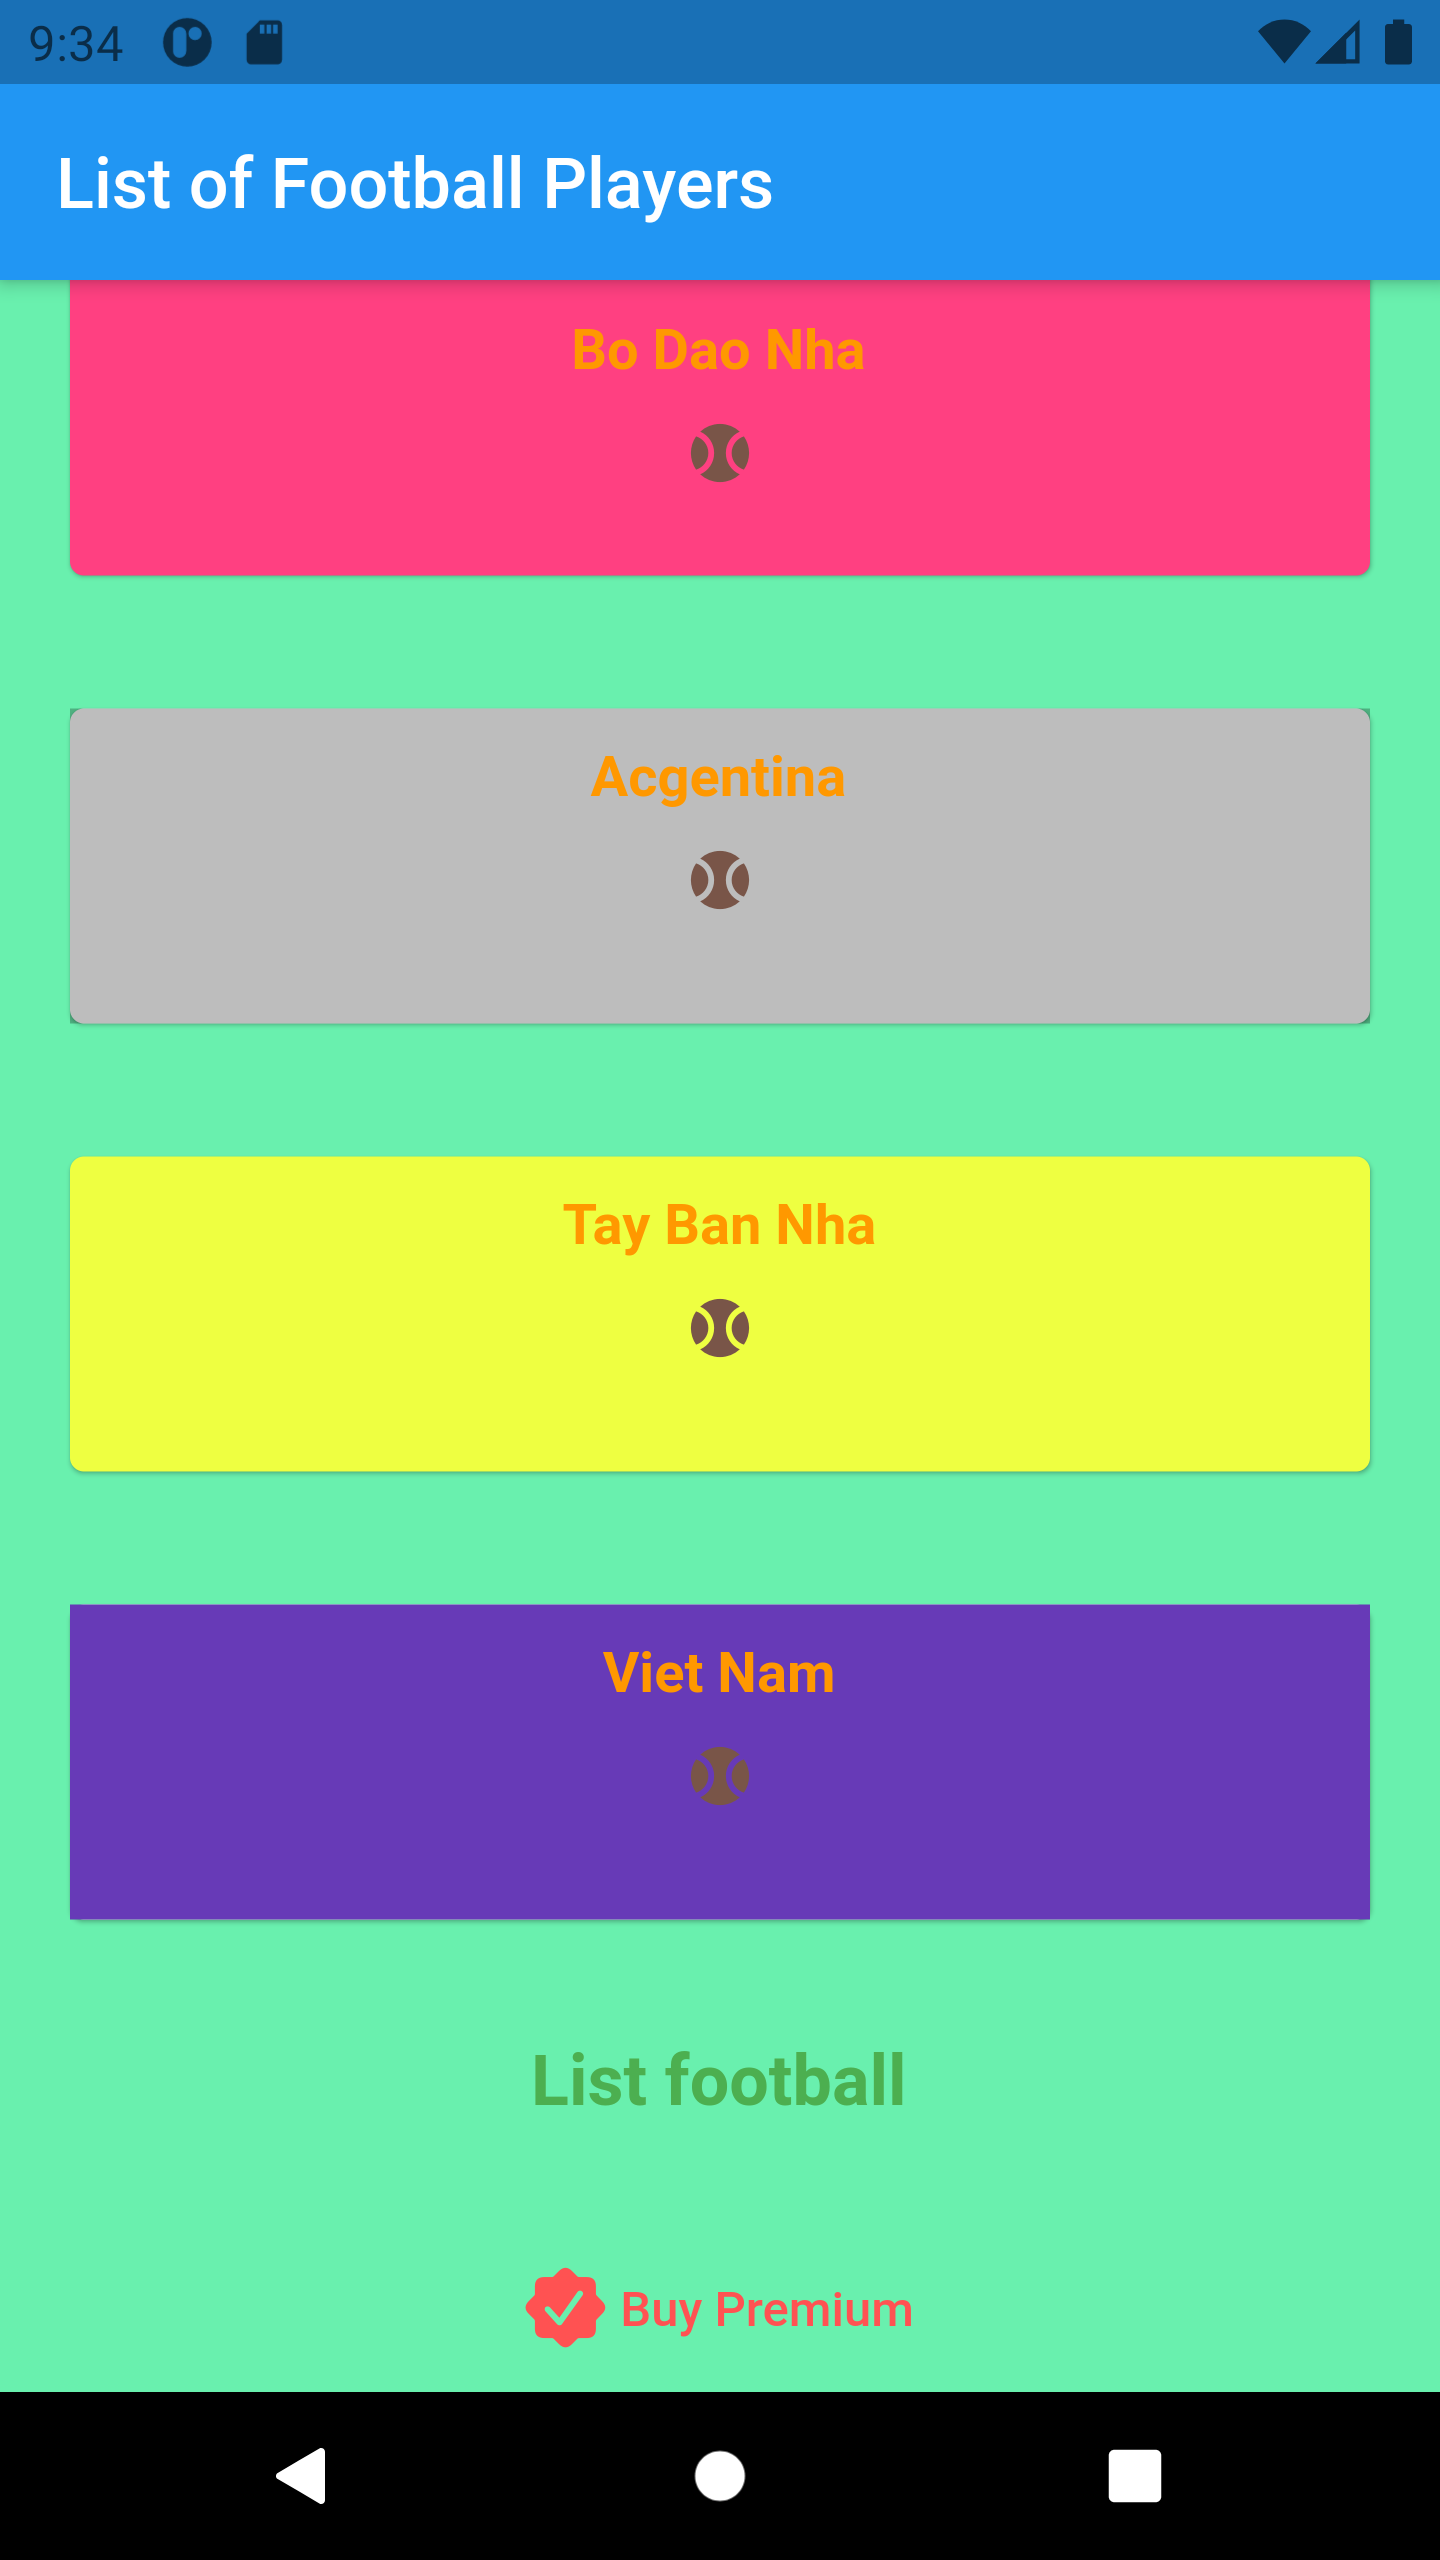 9:34
List of Football Players
Bo Dao Nha
Acgentina
Tay Ban Nha
Viet Nam
List football
Buy Premium